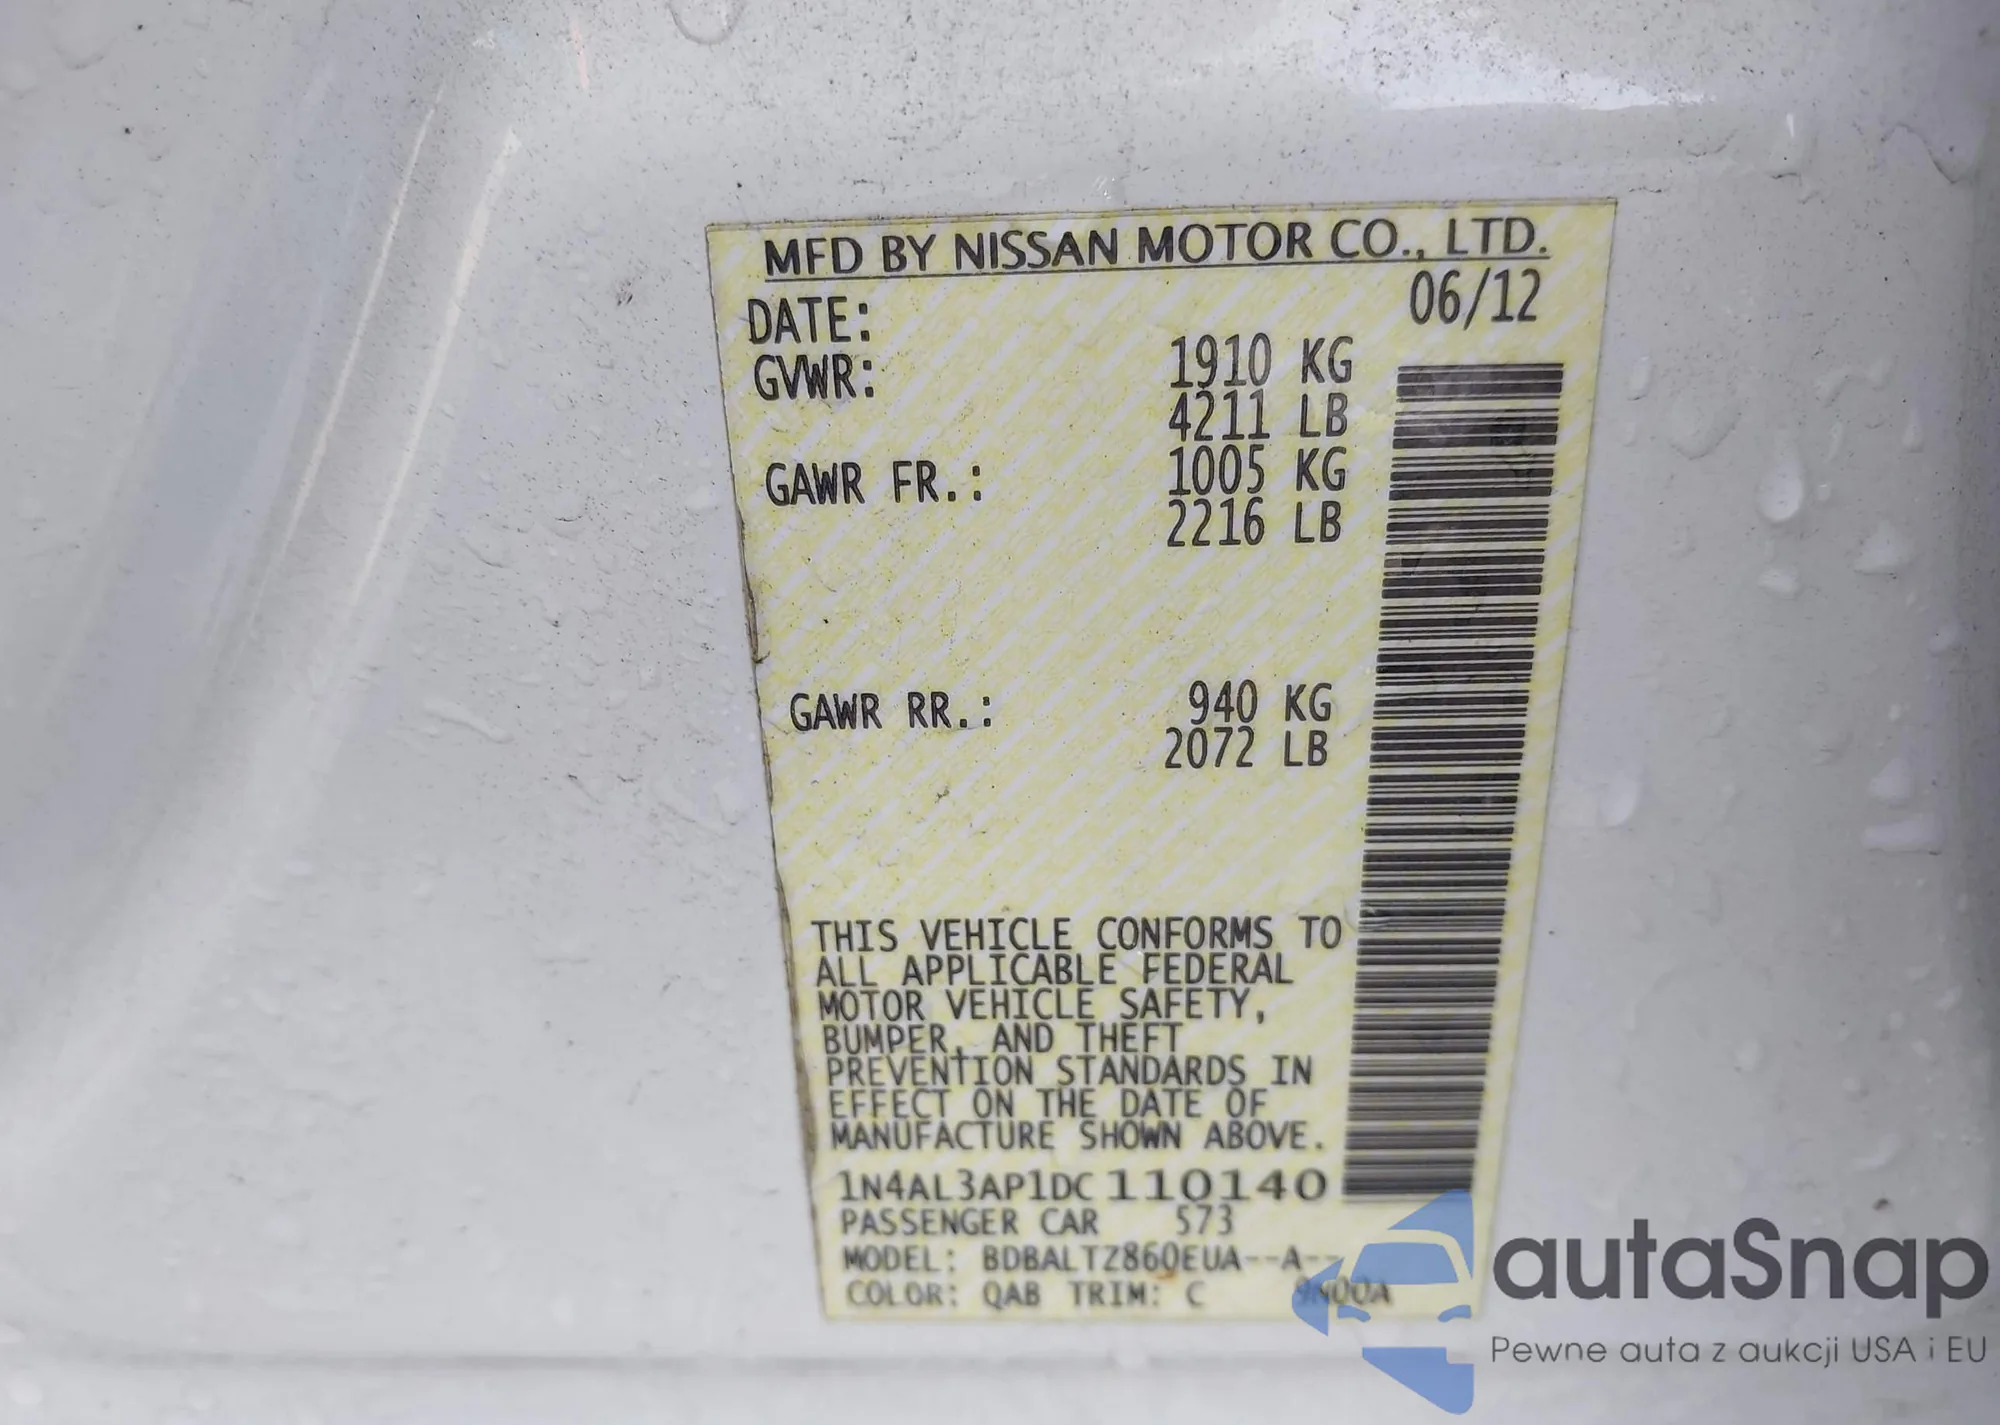 MFD BY NISSAN MOTOR CO., LTD.
DATE: 06/12
GVWR: 1910 KG
4211 LB
GAWR FR.: 1005 KG
2216 LB
GAWR RR.: 940 KG
2072 LB
THIS VEHICLE CONFORMS TO
ALL APPLICABLE FEDERAL
MOTOR VEHICLE SAFETY,
BUMPER, AND THEFT
PREVENTION STANDARDS IN
EFFECT ON THE DATE OF
MANUFACTURE SHOWN ABOVE.
1N4AL3AP1DC110140
PASSENGER CAR 573
MODEL: BDBALTZ860EUA--A--
COLOR: QAB TRIM: C
autaSnap
Pewne auta z aukcji USA i EU